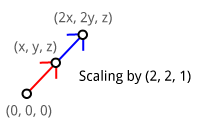 (2x, 2y, z)
(x, y, z)
Scaling by (2, 2, 1)
(0, 0, 0)